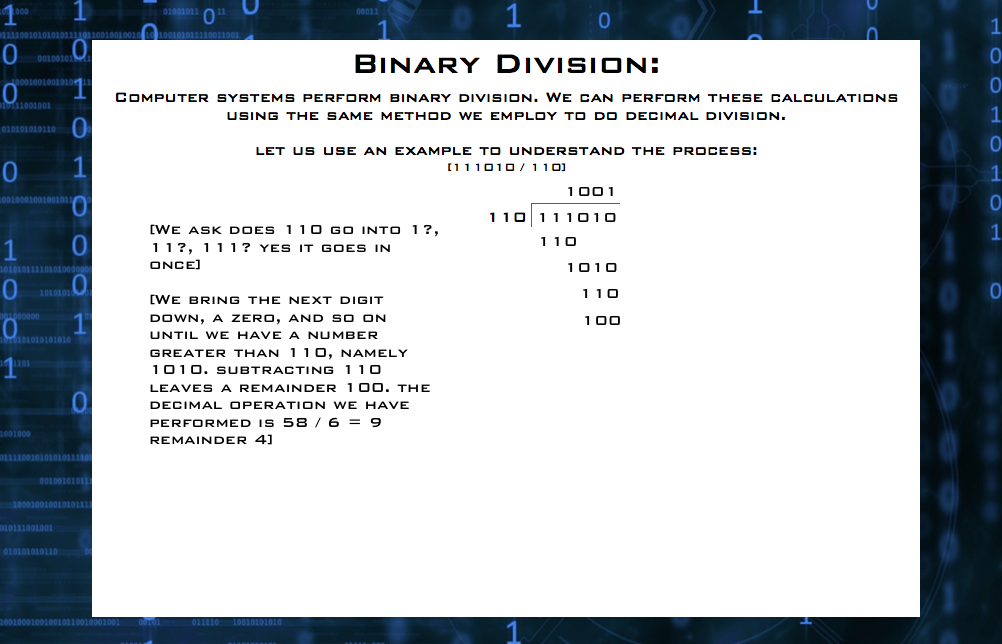 Binary Division:
Computer systems perform binary division. We can perform these calculations
using the same method we employ to do decimal division.
let us use an example to understand the process:
[111010 / 110]
1001
110 111010
110
1010
110
100
[We ask does 110 go into 1?,
11?, 111? yes it goes in
once]
[We bring the next digit
down, a zero, and so on
until we have a number
greater than 110, namely
1010. subtracting 110
leaves a remainder 100. the
decimal operation we have
performed is 58 / 6 = 9
remainder 4]